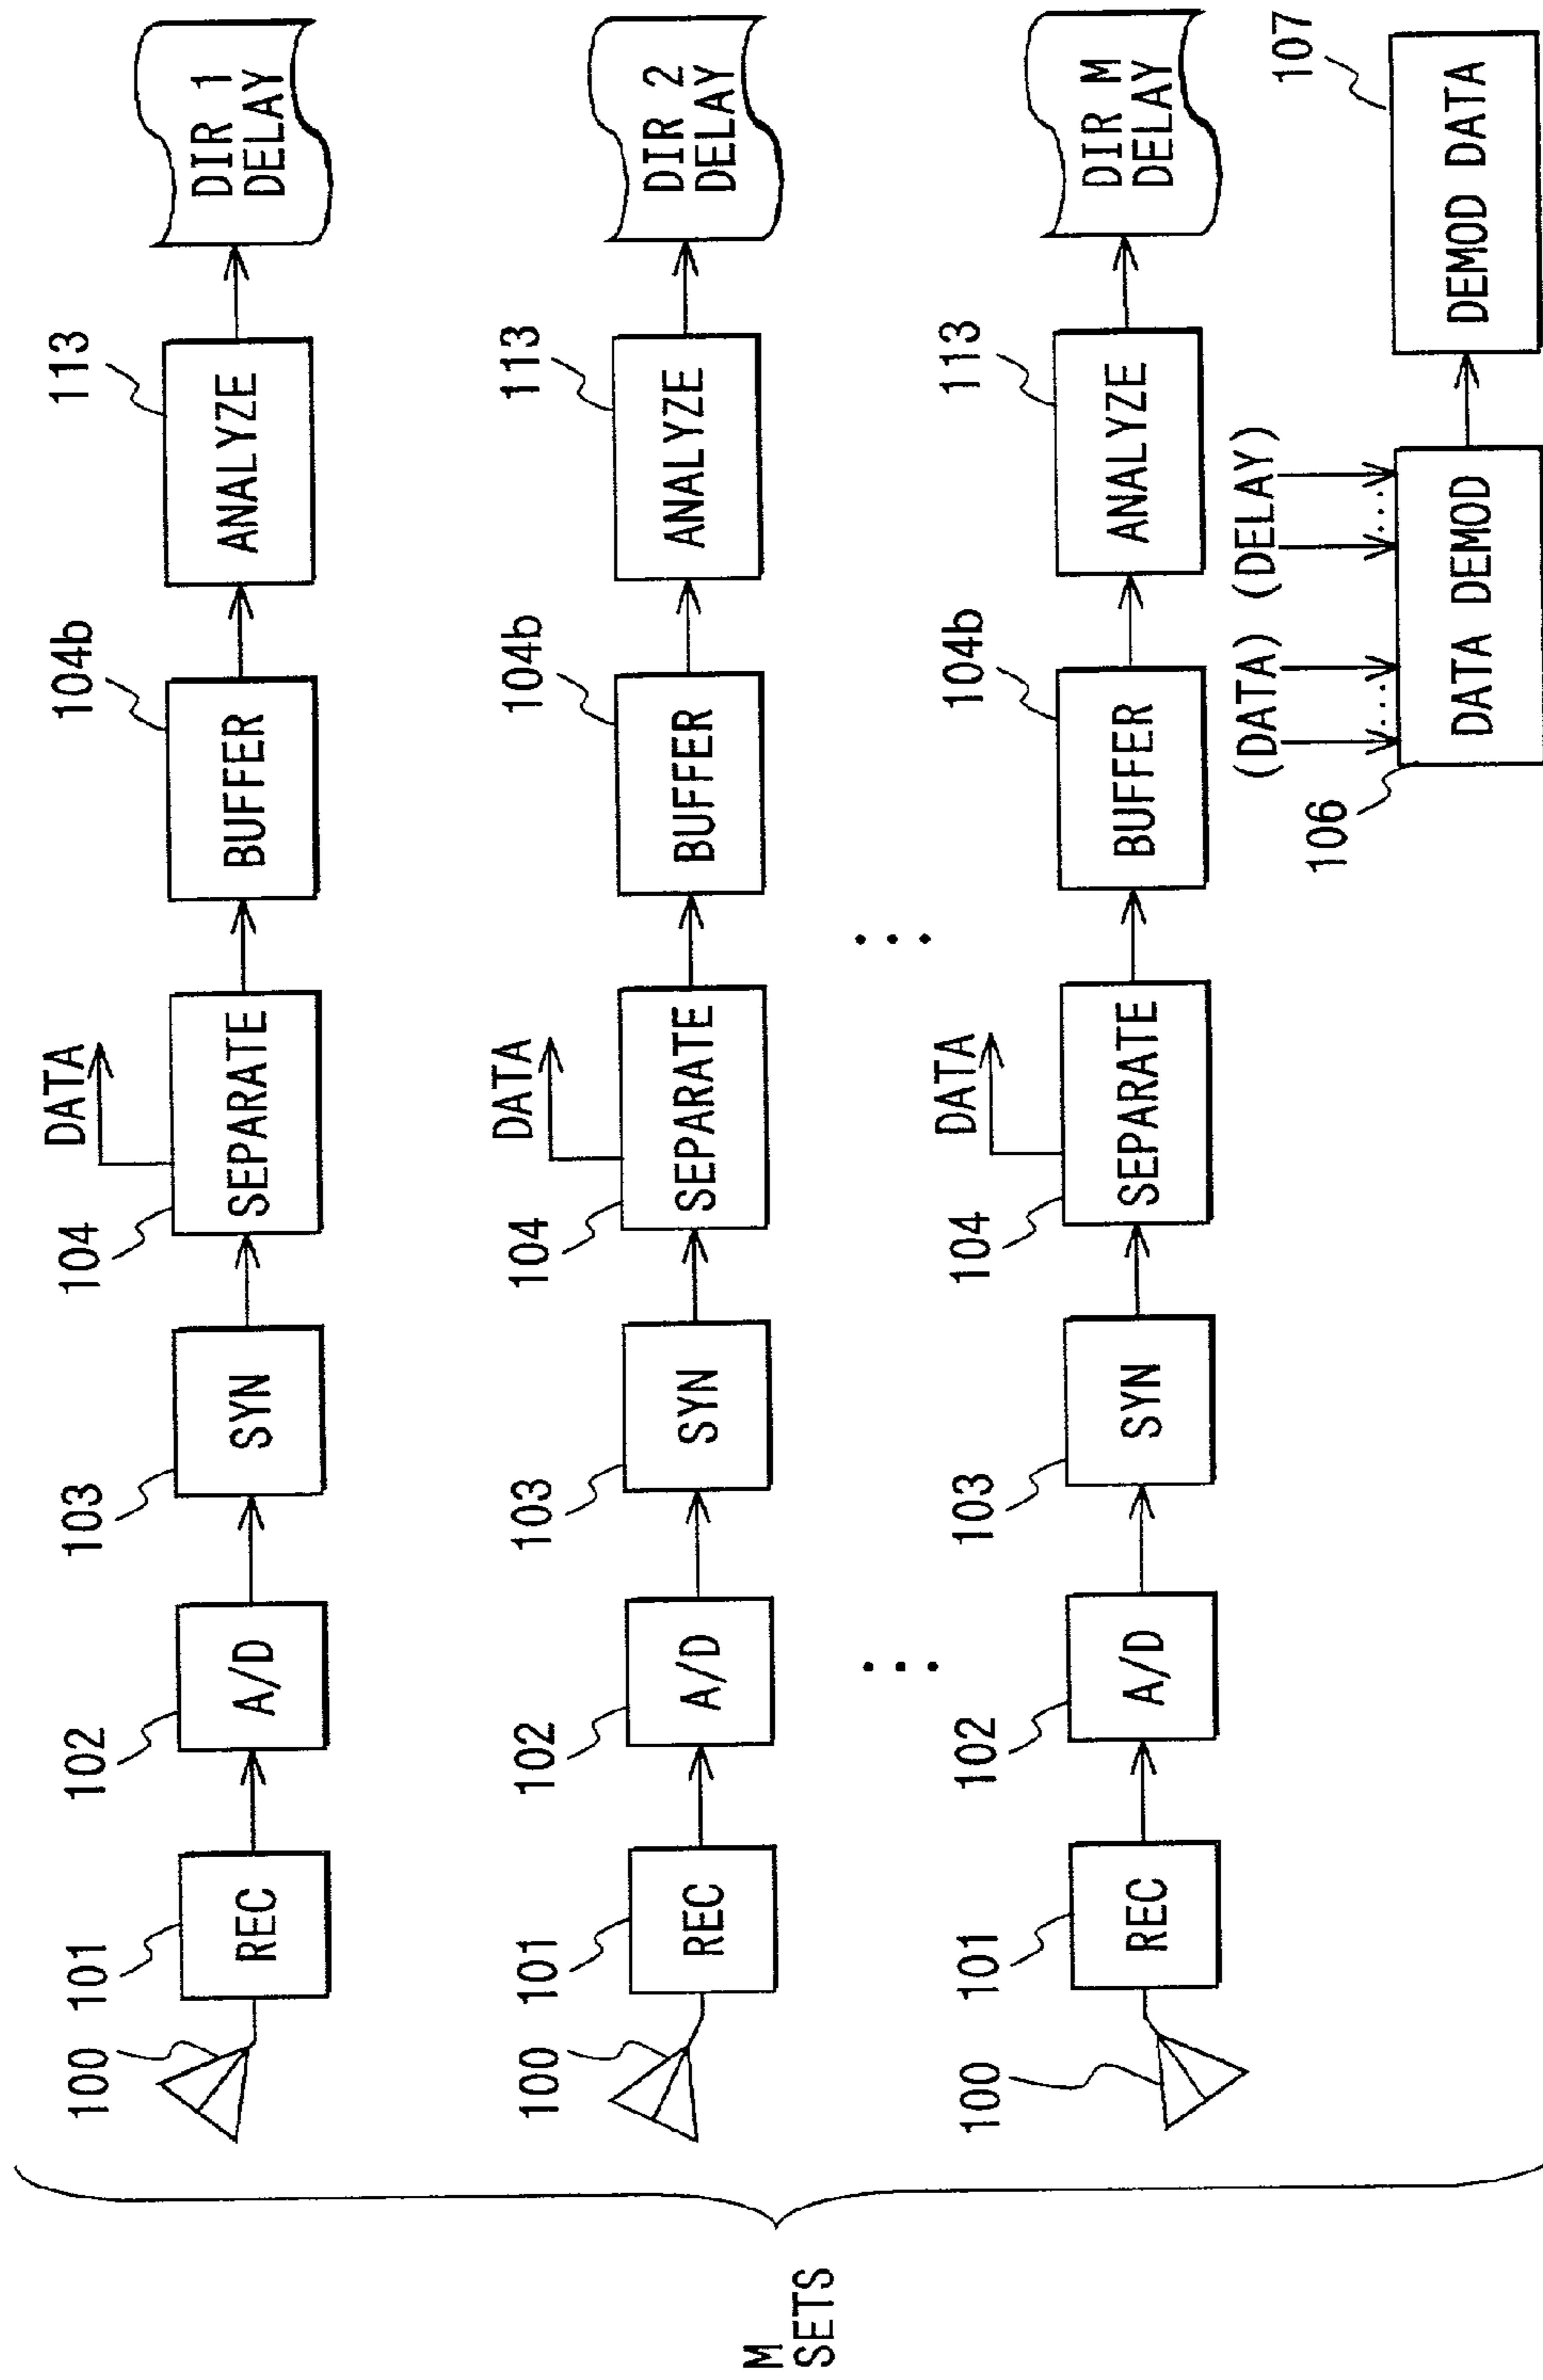 M
SETS
100
101
REC
102
A/D
103
SYN
104
SEPARATE
DATA
104b
BUFFER
113
ANALYZE
DIR 1
DELAY
100
101
REC
102
A/D
103
SYN
104
SEPARATE
DATA
104b
BUFFER
113
ANALYZE
DIR 2
DELAY
100
101
REC
102
A/D
103
SYN
104
SEPARATE
DATA
104b
BUFFER
113
ANALYZE
DIR M
DELAY
(DATA) (DELAY)
106
DATA DEMOD
107
DEMOD DATA